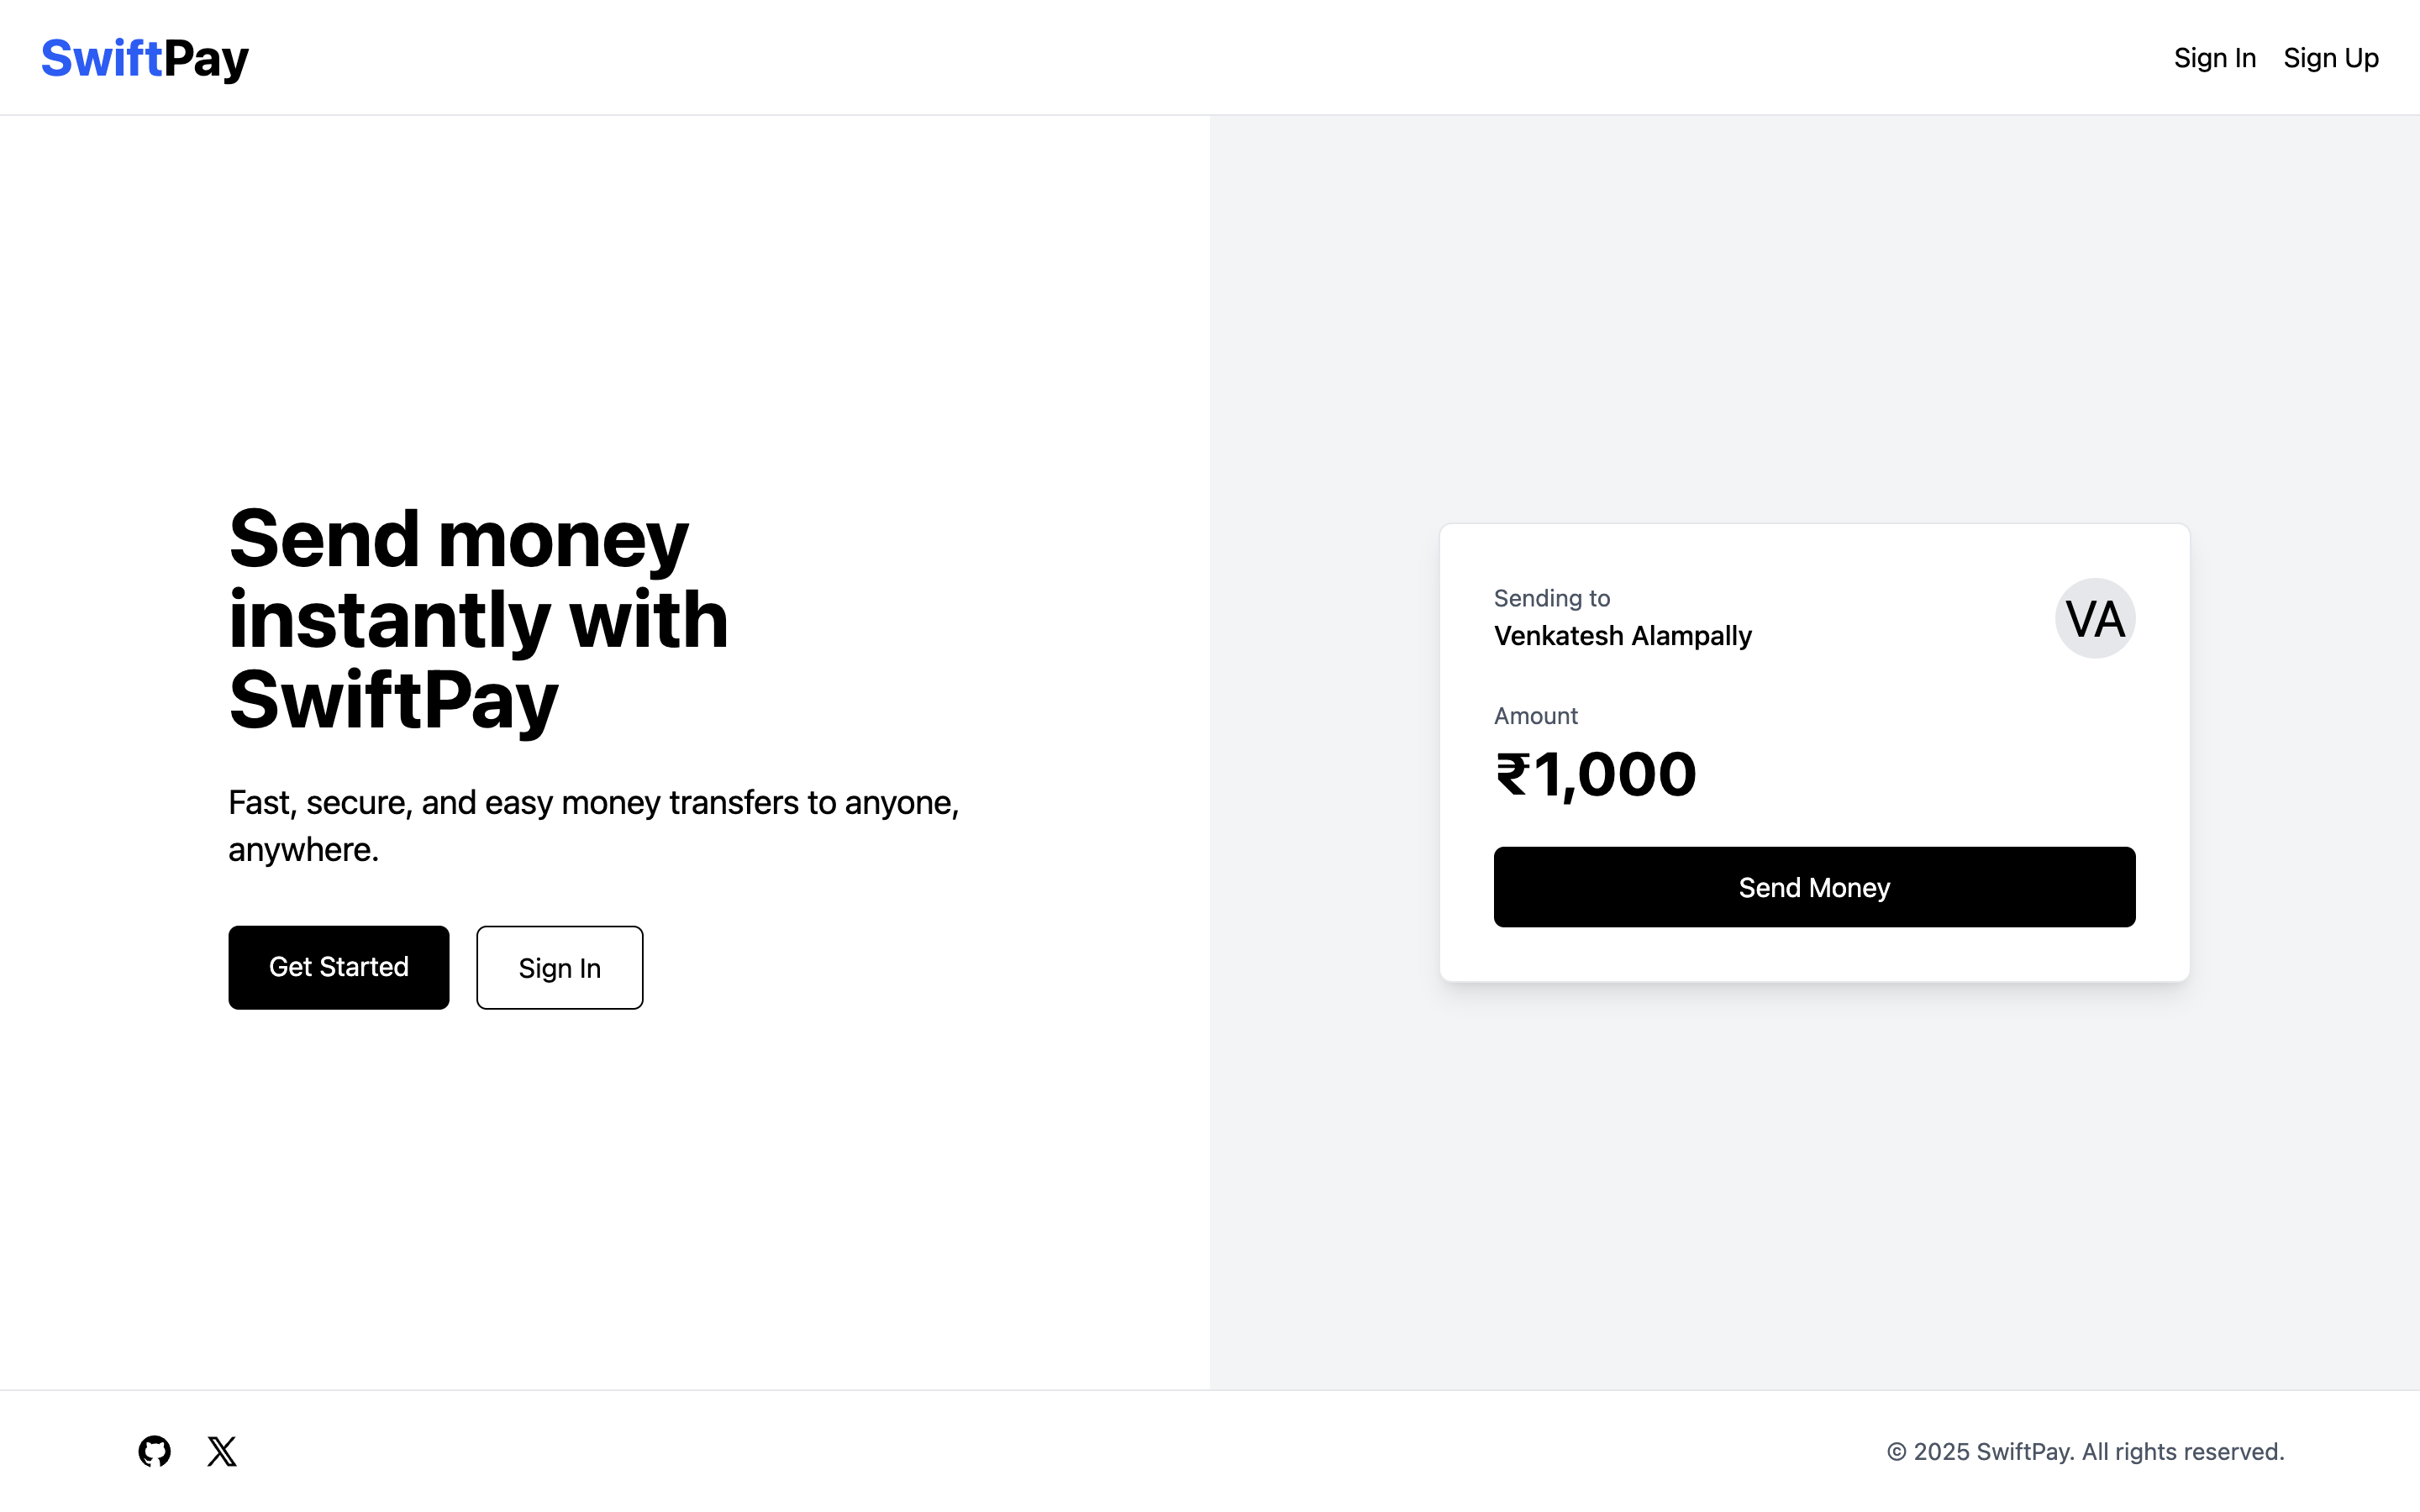 SwiftPay
Sign In
Sign Up
Send money
instantly with
SwiftPay
Fast, secure, and easy money transfers to anyone,
anywhere.
Get Started
Sign In
Sending to
Venkatesh Alampally
VA
Amount
₹1,000
Send Money
© 2025 SwiftPay. All rights reserved.